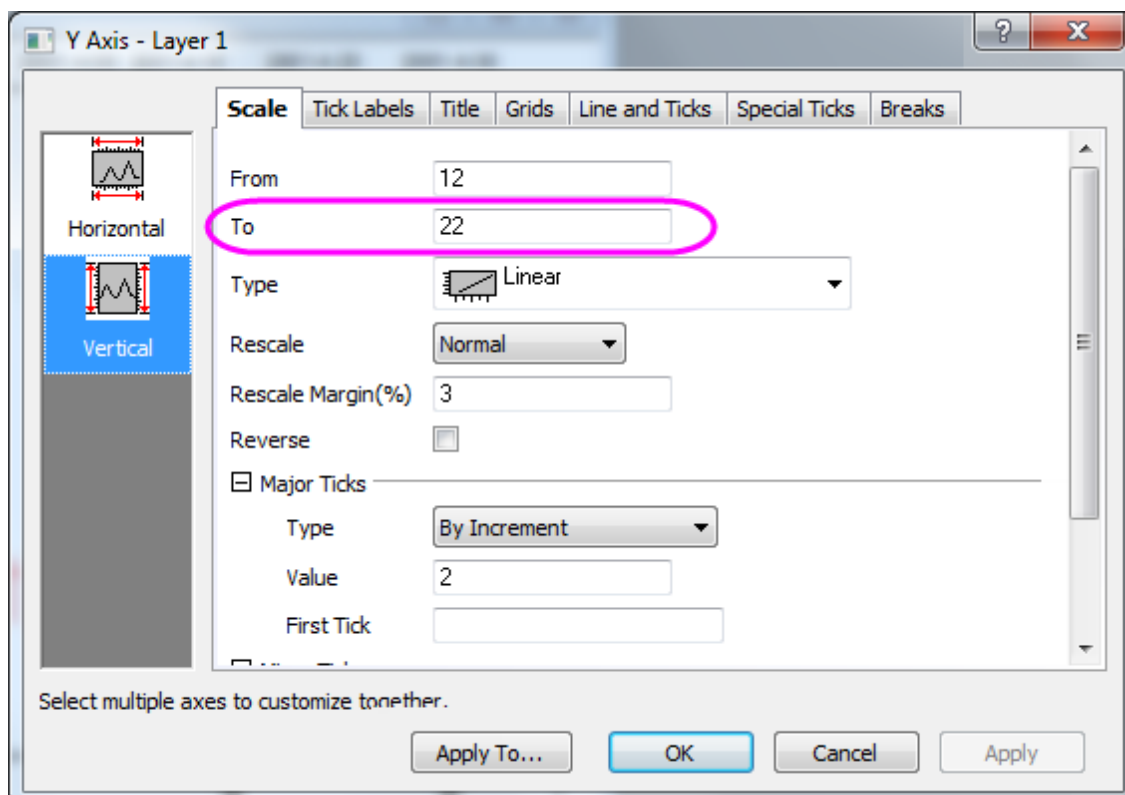 Y Axis - Layer 1
Scale Tick Labels Title Grids Line and Ticks Special Ticks Breaks
Horizontal
Vertical
From 12
To 22
Type Linear
Rescale Normal
Rescale Margin(%) 3
Reverse
Major Ticks
Type By Increment
Value 2
First Tick
Select multiple axes to customize together.
Apply To... OK Cancel Apply